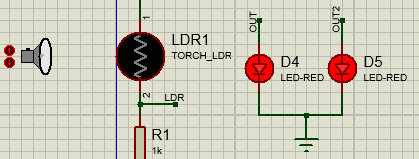 1
LDR1
TORCH_LDR
2
LDR
R1
1k
OUT
D4
LED-RED
OUT2
D5
LED-RED